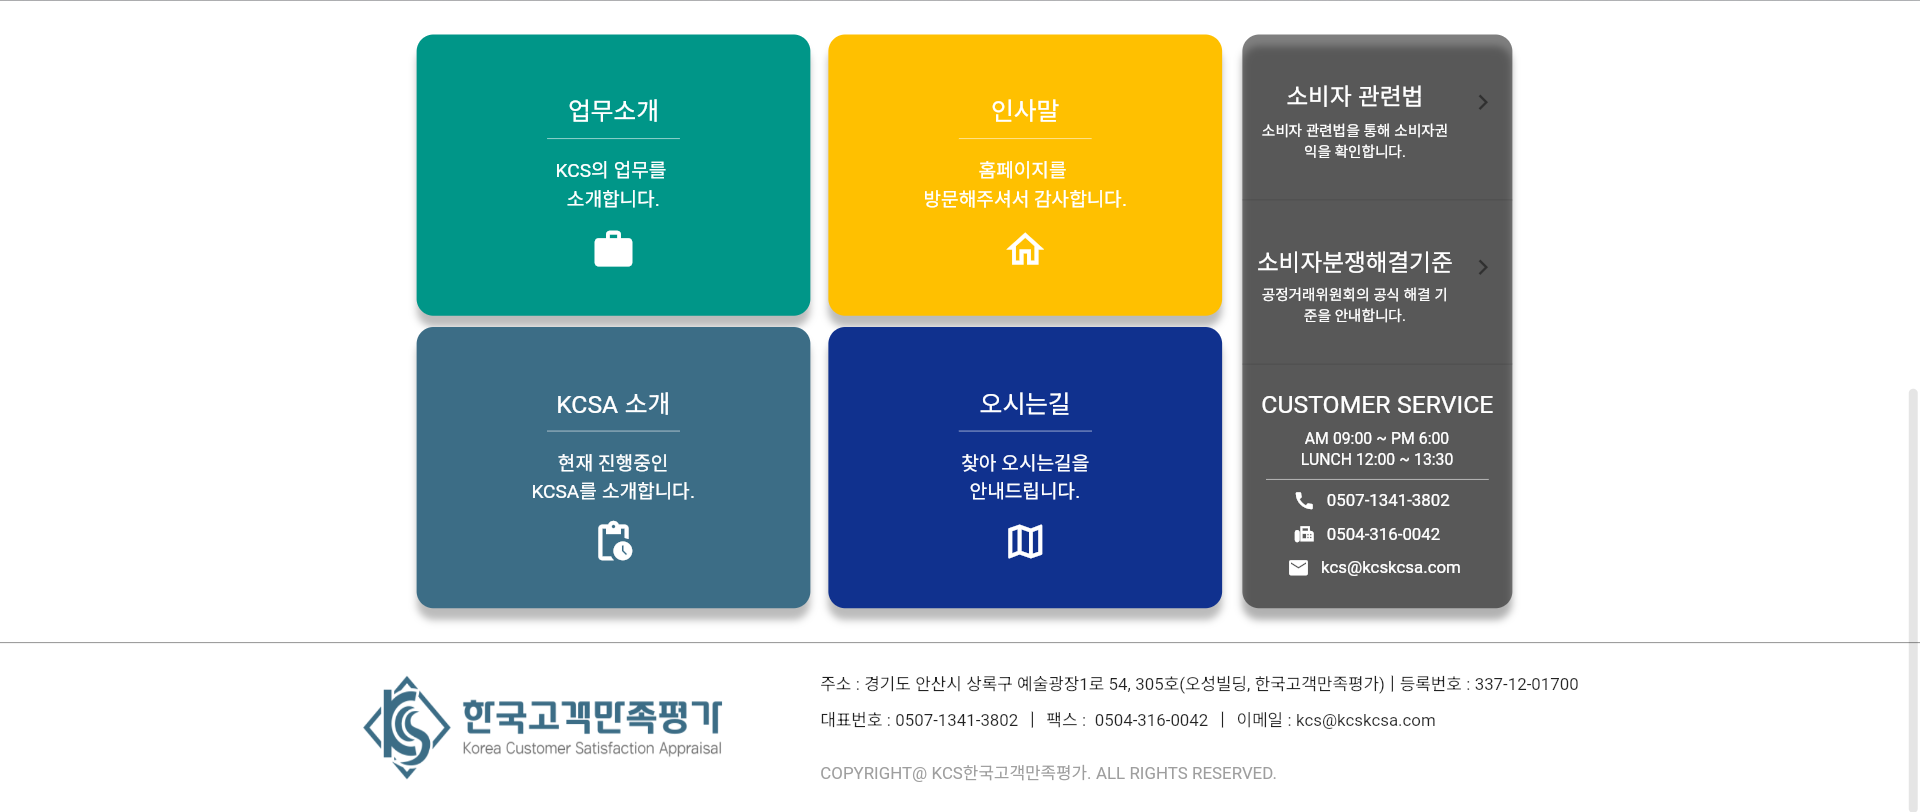 업무소개
KCS의 업무를
소개합니다.
인사말
홈페이지를
방문해주셔서 감사합니다.
소비자 관련법
소비자 관련법을 통해 소비자권
익을 확인합니다.
소비자분쟁해결기준
공정거래위원회의 공식 해결 기
준을 안내합니다.
KCSA 소개
현재 진행중인
KCSA를 소개합니다.
오시는길
찾아 오시는길을
안내드립니다.
CUSTOMER SERVICE
AM 09:00 ~ PM 6:00
LUNCH 12:00 ~ 13:30
0507-1341-3802
0504-316-0042
kcs@kcskcsa.com
KCS
한국고객만족평가
Korea Customer Satisfaction Appraisal
주소 : 경기도 안산시 상록구 예술광장1로 54, 305호(오성빌딩, 한국고객만족평가) | 등록번호 : 337-12-01700
대표번호 : 0507-1341-3802 | 팩스 : 0504-316-0042 | 이메일 : kcs@kcskcsa.com
COPYRIGHT@ KCS한국고객만족평가. ALL RIGHTS RESERVED.